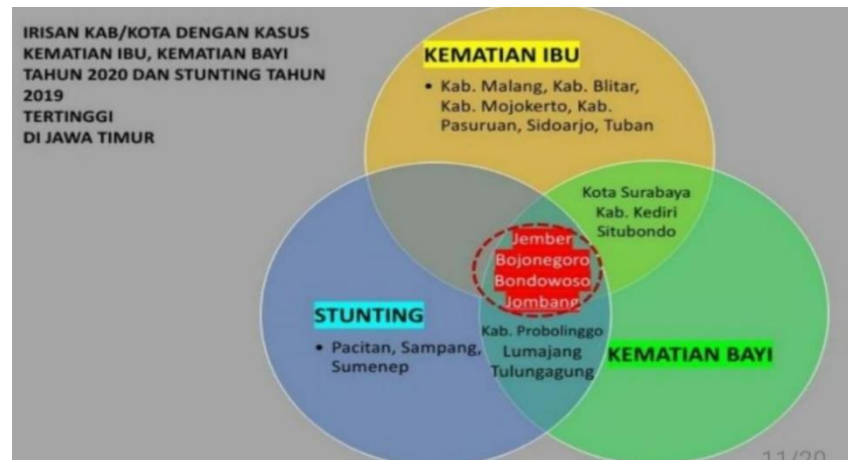 IRISAN KAB/KOTA DENGAN KASUS
KEMATIAN IBU, KEMATIAN BAYI
TAHUN 2020 DAN STUNTING TAHUN
2019
TERTINGGI
DI JAWA TIMUR
KEMATIAN IBU
• Kab. Malang, Kab. Blitar,
Kab. Mojokerto, Kab.
Pasuruan, Sidoarjo, Tuban
Kota Surabaya
Kab. Kediri
Situbondo
Jember
Bojonegoro
Bondowoso
Jombang
STUNTING
• Pacitan, Sampang,
Sumenep
Kab. Probolinggo
Lumajang
Tulungagung
KEMATIAN BAYI
11/20